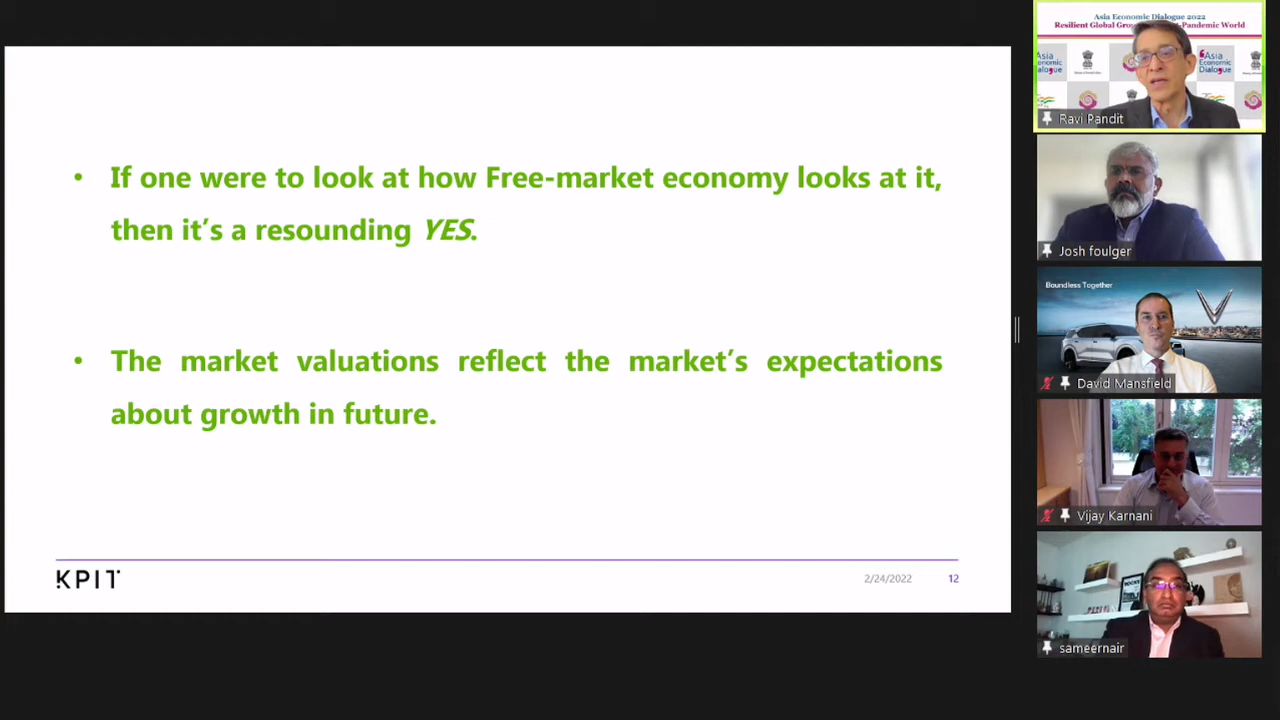 • If one were to look at how Free-market economy looks at it,
then it's a resounding YES.
• The market valuations reflect the market's expectations
about growth in future.
KPIT
2/24/2022
12
Asia Economic Dialogue 2022
Ravi Pandit
Josh foulger
Boundless Together
David Mansfield
Vijay Karnani
sameernair